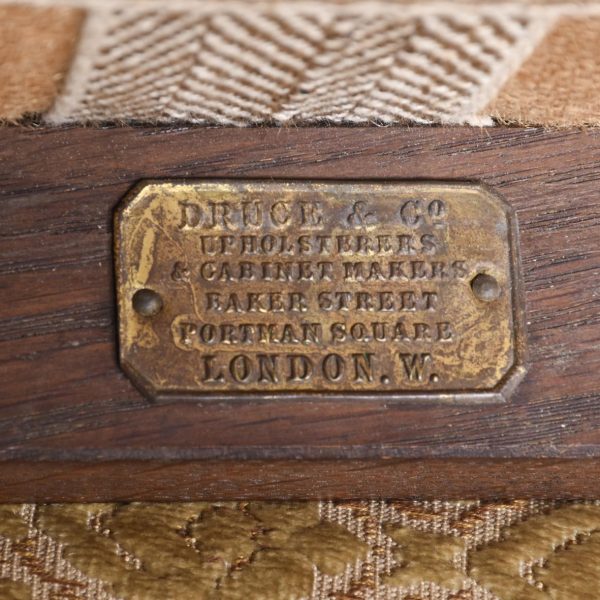 DRUCE & Cº
UPHOLSTERERS
& CABINET MAKERS
BAKER STREET
PORTMAN SQUARE
LONDON. W.